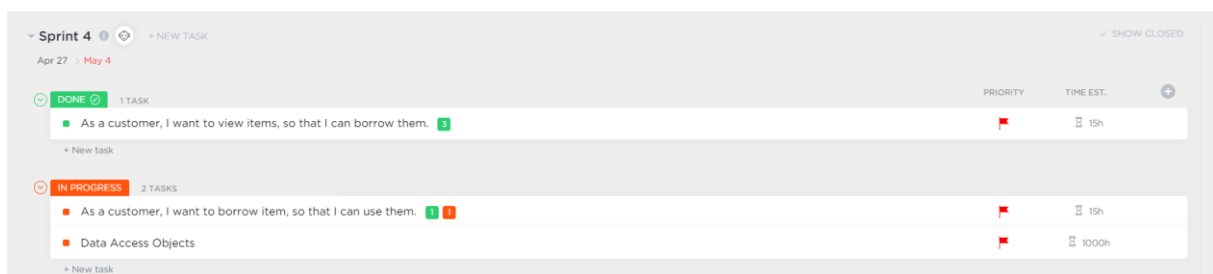 Sprint 4 + NEW TASK SHOW CLOSED
Apr 27 May 4
DONE 1 TASK PRIORITY TIME EST.
As a customer, I want to view items, so that I can borrow them. 3 15h
+ New task
IN PROGRESS 2 TASKS
As a customer, I want to borrow item, so that I can use them. 1 1 15h
Data Access Objects 1000h
+ New task